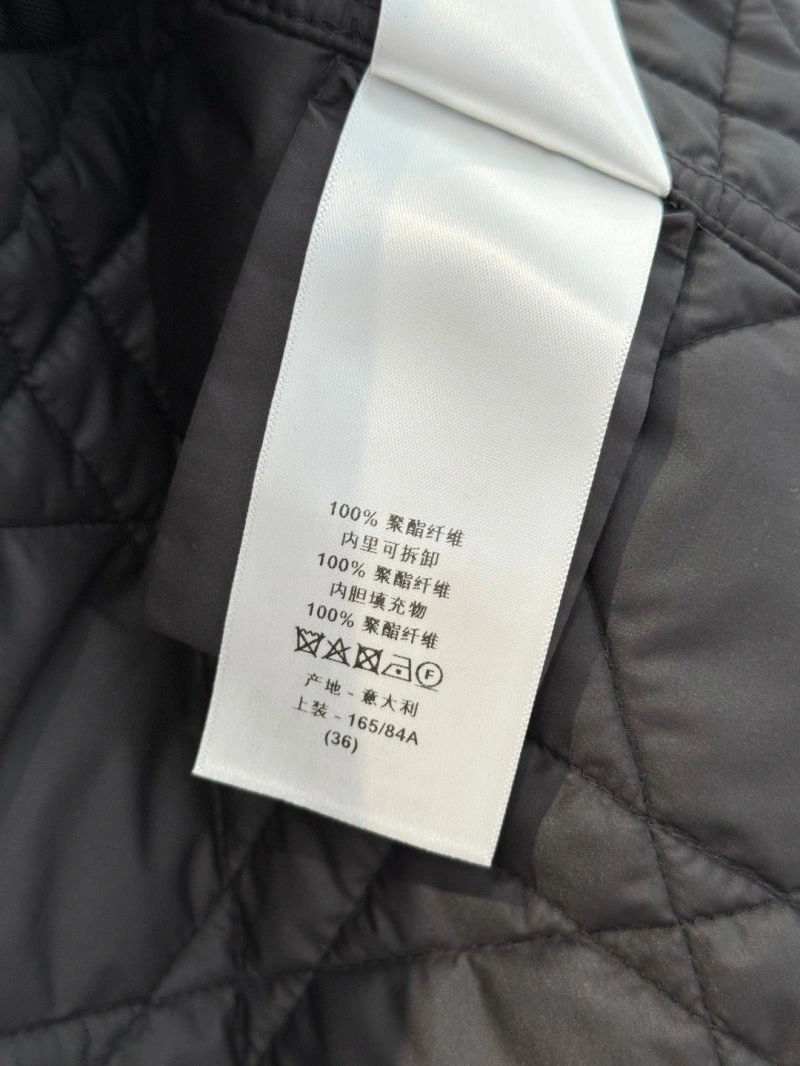 100% 聚酯纤维
内里可拆卸
100% 聚酯纤维
内胆填充物
100% 聚酯纤维
F
产地 - 意大利
上装 - 165/84A
(36)